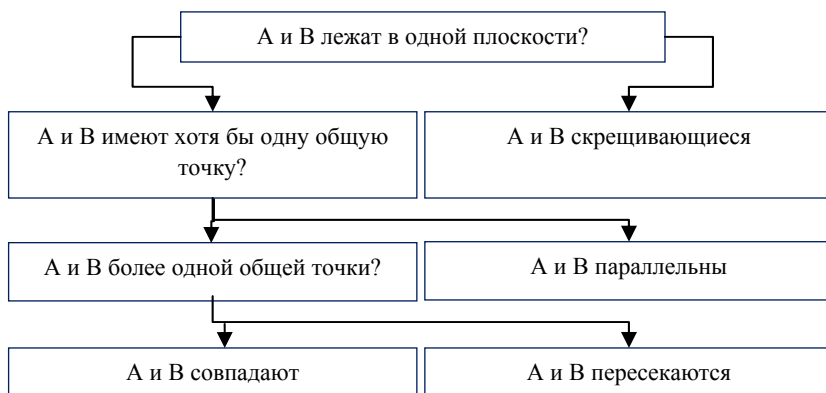 А и В лежат в одной плоскости?
А и В имеют хотя бы одну общую
точку?
А и В скрещивающиеся
А и В более одной общей точки?
А и В параллельны
А и В совпадают
А и В пересекаются